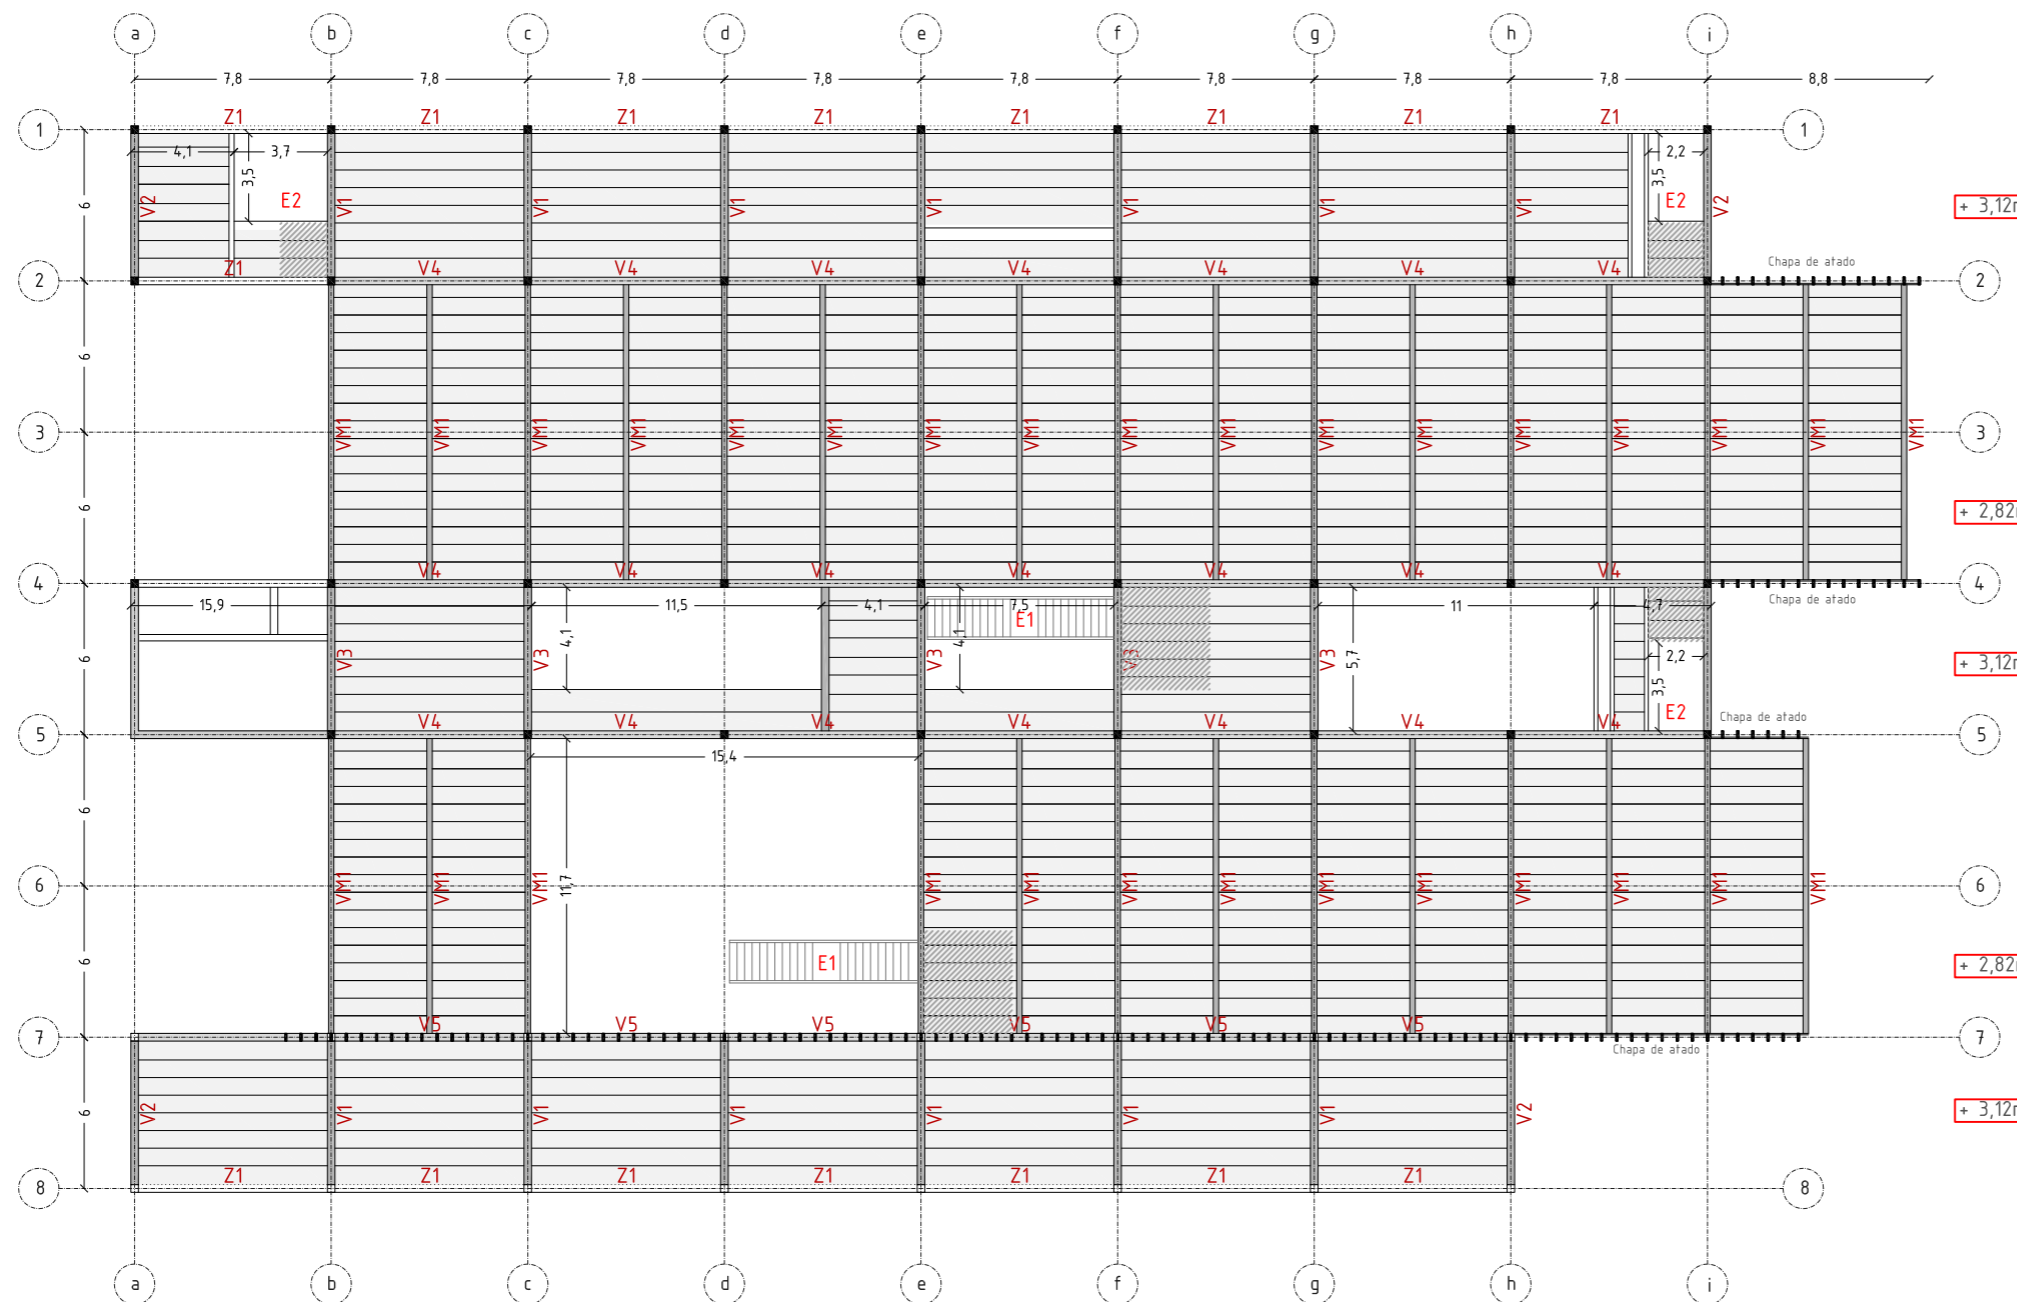 a b c d e f g h i
7,8 7,8 7,8 7,8 7,8 7,8 7,8 7,8 8,8
Z1 Z1 Z1 Z1 Z1 Z1 Z1 Z1
1 1
4,1 3,7 2,2
3,5 3,5
6 V2 E2 V1 V1 V1 V1 V1 V1 V1 E2 V2 + 3,12
Chapa de atado
Z1 V4 V4 V4 V4 V4 V4 V4
2 2
6
3 VM1 VM1 VM1 VM1 VM1 VM1 VM1 VM1 VM1 VM1 VM1 VM1 VM1 VM1 VM1 VM1 VM1 3
6 + 2,82
V4 V4 V4 V4 V4 V4 V4
4 4
Chapa de atado
15,9 11,5 4,1 7,5 11 4,7
E1
4,1 4,1
6 V3 V3 V3 V3 V3 5,7 2,2 + 3,12
3,5
E2
Chapa de atado
V4 V4 V4 V4 V4 V4 V4
5 5
15,4
6
6 VM1 VM1 VM1 11,7 VM1 VM1 VM1 VM1 VM1 VM1 VM1 VM1 VM1 VM1 6
6 E1 + 2,82
V5 V5 V5 V5 V5 V5
7 7
Chapa de atado
6 V2 V1 V1 V1 V1 V1 V1 V2 + 3,12
Z1 Z1 Z1 Z1 Z1 Z1 Z1
8 8
a b c d e f g h i